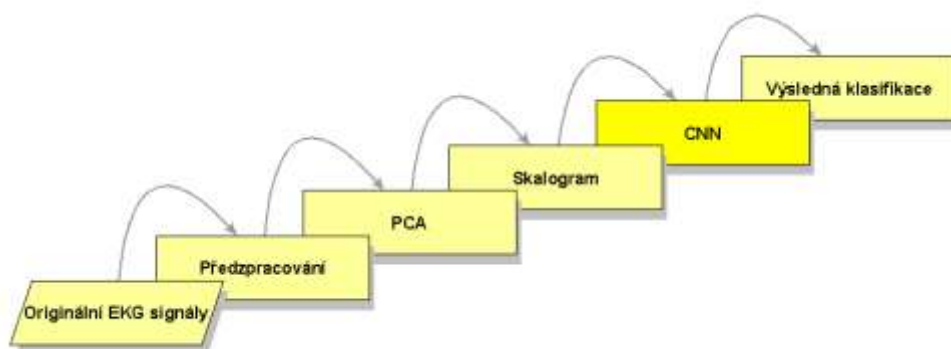 Originální EKG signály
Předzpracování
PCA
Skalogram
CNN
Výsledná klasifikace